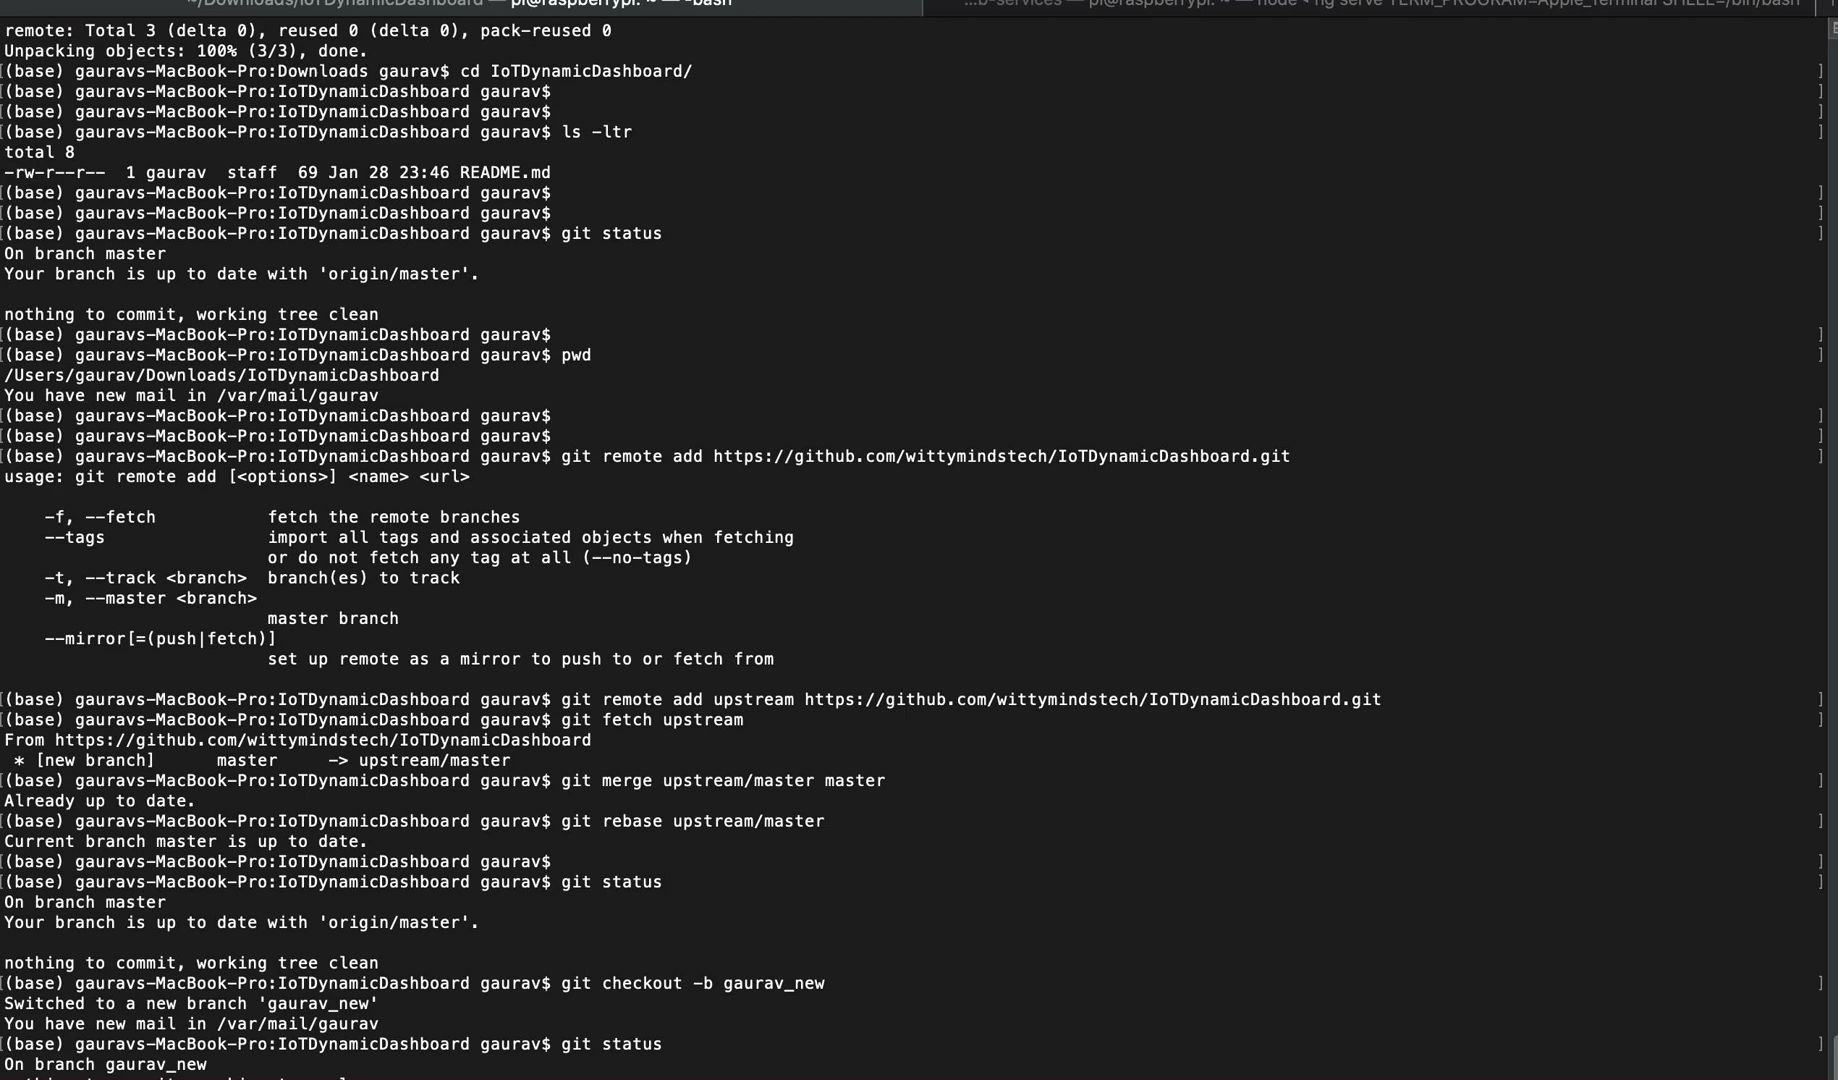 ~/Downloads/IoTDynamicDashboard — pi@raspberrypi: ~ — -bash
...b-services — pi@raspberrypi: ~ — node ◂ ng serve TERM_PROGRAM=Apple_Terminal SHELL=/bin/bash
remote: Total 3 (delta 0), reused 0 (delta 0), pack-reused 0
Unpacking objects: 100% (3/3), done.
[(base) gauravs-MacBook-Pro:Downloads gaurav$ cd IoTDynamicDashboard/ ]
[(base) gauravs-MacBook-Pro:IoTDynamicDashboard gaurav$ ]
[(base) gauravs-MacBook-Pro:IoTDynamicDashboard gaurav$ ]
[(base) gauravs-MacBook-Pro:IoTDynamicDashboard gaurav$ ls -ltr ]
total 8
-rw-r--r--  1 gaurav  staff  69 Jan 28 23:46 README.md
[(base) gauravs-MacBook-Pro:IoTDynamicDashboard gaurav$ ]
[(base) gauravs-MacBook-Pro:IoTDynamicDashboard gaurav$ ]
[(base) gauravs-MacBook-Pro:IoTDynamicDashboard gaurav$ git status ]
On branch master
Your branch is up to date with 'origin/master'.
nothing to commit, working tree clean
[(base) gauravs-MacBook-Pro:IoTDynamicDashboard gaurav$ ]
[(base) gauravs-MacBook-Pro:IoTDynamicDashboard gaurav$ pwd ]
/Users/gaurav/Downloads/IoTDynamicDashboard
You have new mail in /var/mail/gaurav
[(base) gauravs-MacBook-Pro:IoTDynamicDashboard gaurav$ ]
[(base) gauravs-MacBook-Pro:IoTDynamicDashboard gaurav$ ]
[(base) gauravs-MacBook-Pro:IoTDynamicDashboard gaurav$ git remote add https://github.com/wittymindstech/IoTDynamicDashboard.git ]
usage: git remote add [<options>] <name> <url>
-f, --fetch           fetch the remote branches
--tags                import all tags and associated objects when fetching
or do not fetch any tag at all (--no-tags)
-t, --track <branch>  branch(es) to track
-m, --master <branch>
master branch
--mirror[=(push|fetch)]
set up remote as a mirror to push to or fetch from
[(base) gauravs-MacBook-Pro:IoTDynamicDashboard gaurav$ git remote add upstream https://github.com/wittymindstech/IoTDynamicDashboard.git ]
[(base) gauravs-MacBook-Pro:IoTDynamicDashboard gaurav$ git fetch upstream ]
From https://github.com/wittymindstech/IoTDynamicDashboard
* [new branch]      master     -> upstream/master
[(base) gauravs-MacBook-Pro:IoTDynamicDashboard gaurav$ git merge upstream/master master ]
Already up to date.
[(base) gauravs-MacBook-Pro:IoTDynamicDashboard gaurav$ git rebase upstream/master ]
Current branch master is up to date.
[(base) gauravs-MacBook-Pro:IoTDynamicDashboard gaurav$ ]
[(base) gauravs-MacBook-Pro:IoTDynamicDashboard gaurav$ git status ]
On branch master
Your branch is up to date with 'origin/master'.
nothing to commit, working tree clean
[(base) gauravs-MacBook-Pro:IoTDynamicDashboard gaurav$ git checkout -b gaurav_new ]
Switched to a new branch 'gaurav_new'
You have new mail in /var/mail/gaurav
[(base) gauravs-MacBook-Pro:IoTDynamicDashboard gaurav$ git status ]
On branch gaurav_new